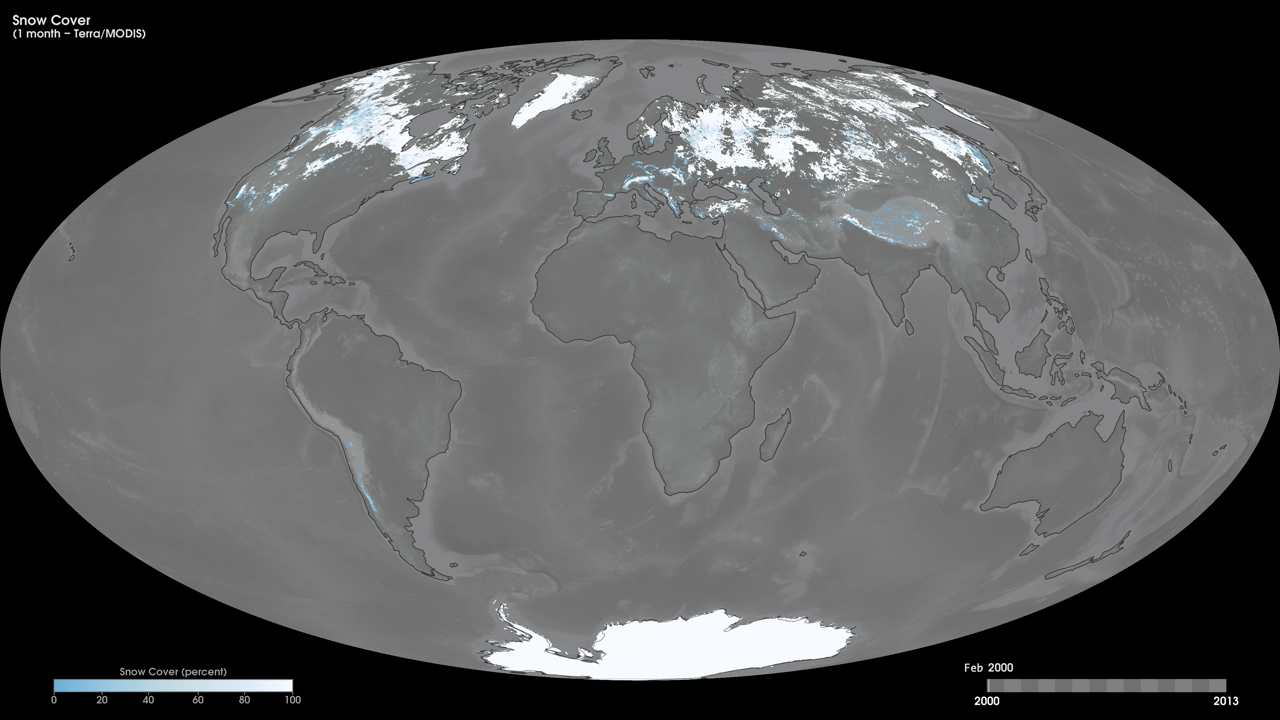 Snow Cover
(1 month – Terra/MODIS)
Snow Cover (percent)
0 20 40 60 80 100
Feb 2000
2000 2013